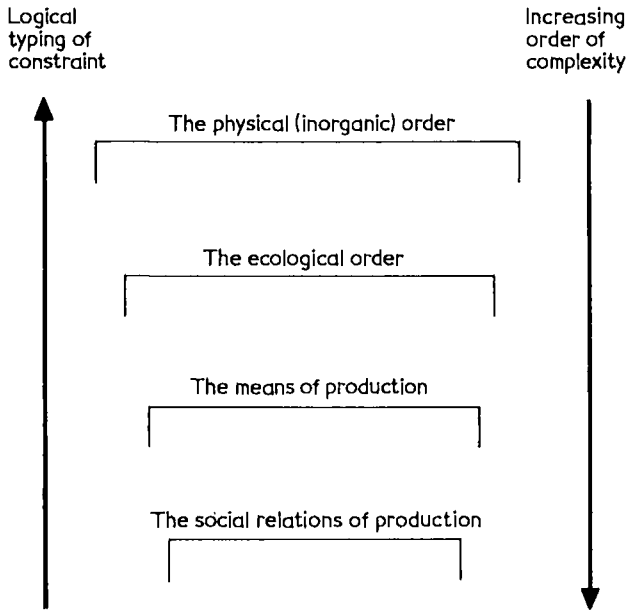 Logical
typing of
constraint
Increasing
order of
complexity
The physical (inorganic) order
The ecological order
The means of production
The social relations of production